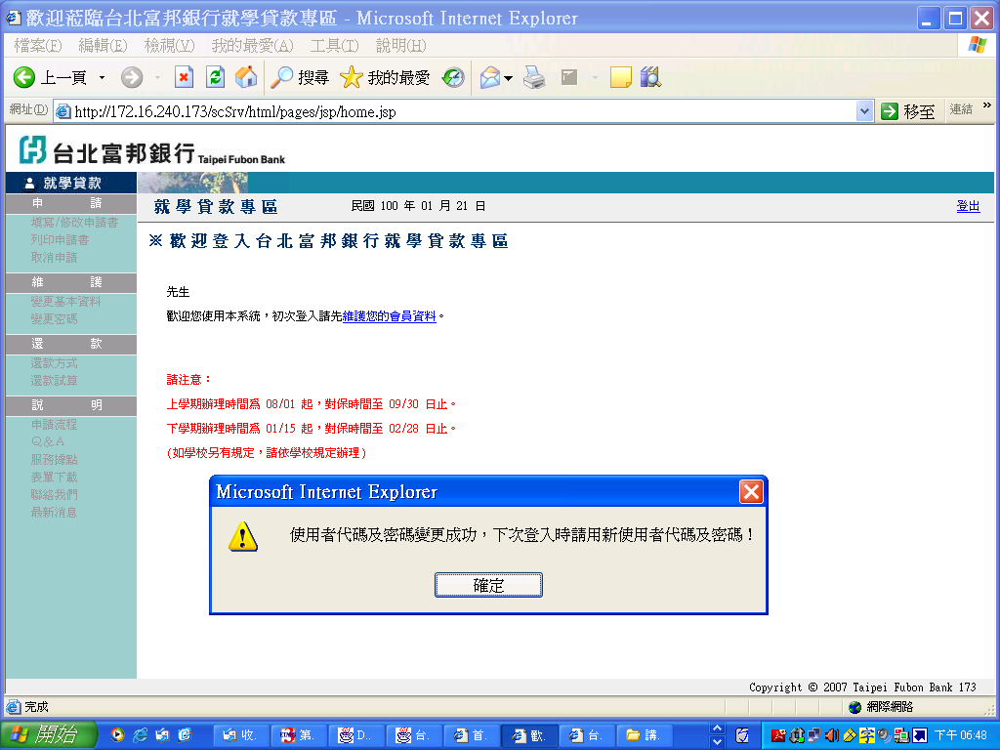 歡迎蒞臨台北富邦銀行就學貸款專區 - Microsoft Internet Explorer
檔案(F) 編輯(E) 檢視(V) 我的最愛(A) 工具(T) 說明(H)
上一頁 搜尋 我的最愛
網址(D) http://172.16.240.173/scSrv/html/pages/jsp/home.jsp 移至 連結 »
台北富邦銀行 Taipei Fubon Bank
就學貸款
申 請
填寫/修改申請書
列印申請書
取消申請
維 護
變更基本資料
變更密碼
還 款
還款方式
還款試算
說 明
申請流程
Q&A
服務據點
表單下載
聯絡我們
最新消息
就學貸款專區 民國 100 年 01 月 21 日 登出
※歡迎登入台北富邦銀行就學貸款專區
先生
歡迎您使用本系統，初次登入請先維護您的會員資料。
請注意：
上學期辦理時間為 08/01 起，對保時間至 09/30 日止。
下學期辦理時間為 01/15 起，對保時間至 02/28 日止。
(如學校另有規定，請依學校規定辦理)
Microsoft Internet Explorer
使用者代碼及密碼變更成功，下次登入時請用新使用者代碼及密碼！
確定
Copyright © 2007 Taipei Fubon Bank 173
完成 網際網路
開始 收. 第. D.. 台. 首. 歡. 台. 講. 下午 06:48